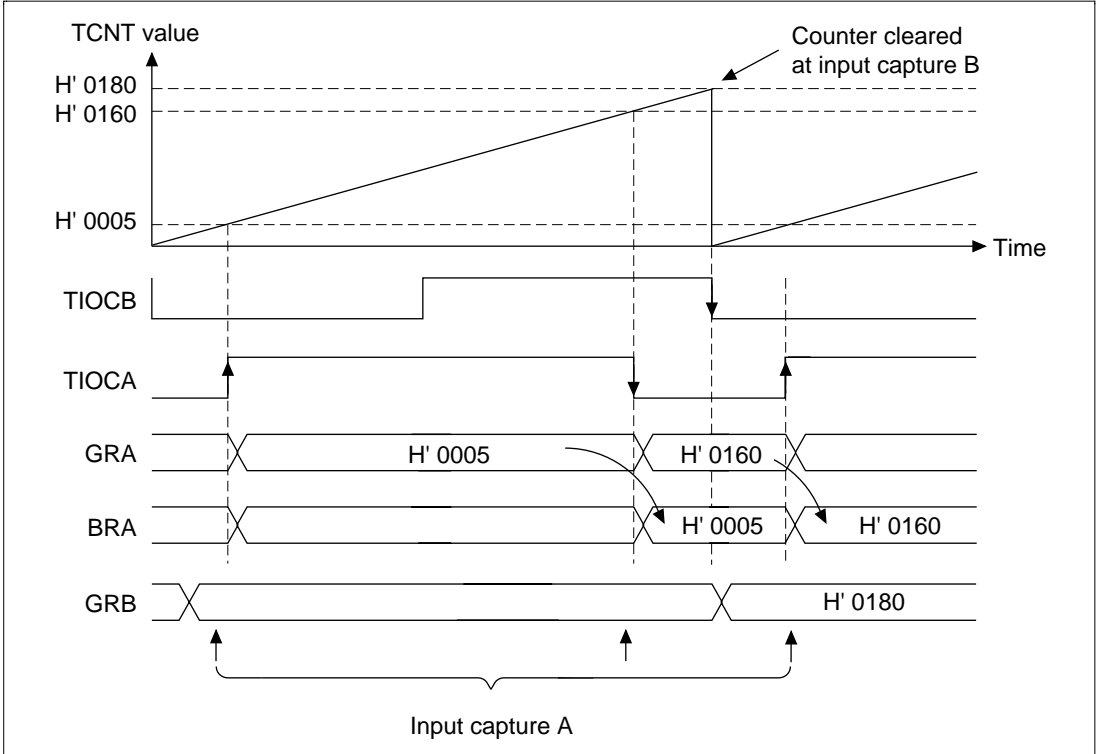 TCNT value
Counter cleared
at input capture B
H' 0180
H' 0160
H' 0005
Time
TIOCB
TIOCA
GRA
H' 0005
H' 0160
BRA
H' 0005
H' 0160
GRB
H' 0180
Input capture A